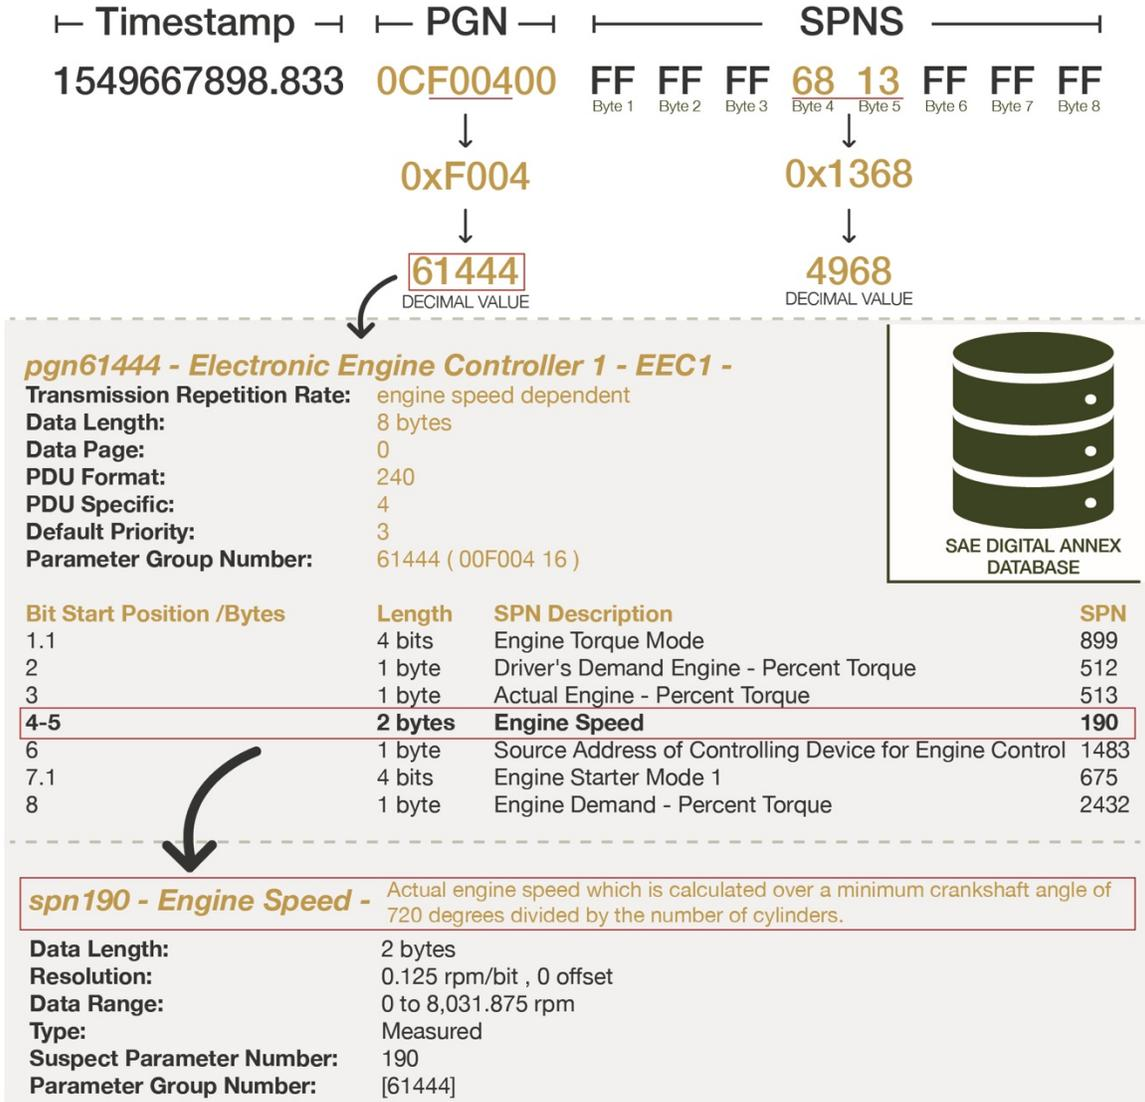 Timestamp PGN SPNS
1549667898.833 0CF00400 FF FF FF 68 13 FF FF FF
Byte 1 Byte 2 Byte 3 Byte 4 Byte 5 Byte 6 Byte 7 Byte 8
0xF004 0x1368
61444 4968
DECIMAL VALUE DECIMAL VALUE
pgn61444 - Electronic Engine Controller 1 - EEC1 -
Transmission Repetition Rate: engine speed dependent
Data Length: 8 bytes
Data Page: 0
PDU Format: 240
PDU Specific: 4
Default Priority: 3
Parameter Group Number: 61444 ( 00F004 16 )
SAE DIGITAL ANNEX
DATABASE
Bit Start Position /Bytes Length SPN Description SPN
1.1 4 bits Engine Torque Mode 899
2 1 byte Driver's Demand Engine - Percent Torque 512
3 1 byte Actual Engine - Percent Torque 513
4-5 2 bytes Engine Speed 190
6 1 byte Source Address of Controlling Device for Engine Control 1483
7.1 4 bits Engine Starter Mode 1 675
8 1 byte Engine Demand - Percent Torque 2432
spn190 - Engine Speed - Actual engine speed which is calculated over a minimum crankshaft angle of
720 degrees divided by the number of cylinders.
Data Length: 2 bytes
Resolution: 0.125 rpm/bit , 0 offset
Data Range: 0 to 8,031.875 rpm
Type: Measured
Suspect Parameter Number: 190
Parameter Group Number: [61444]